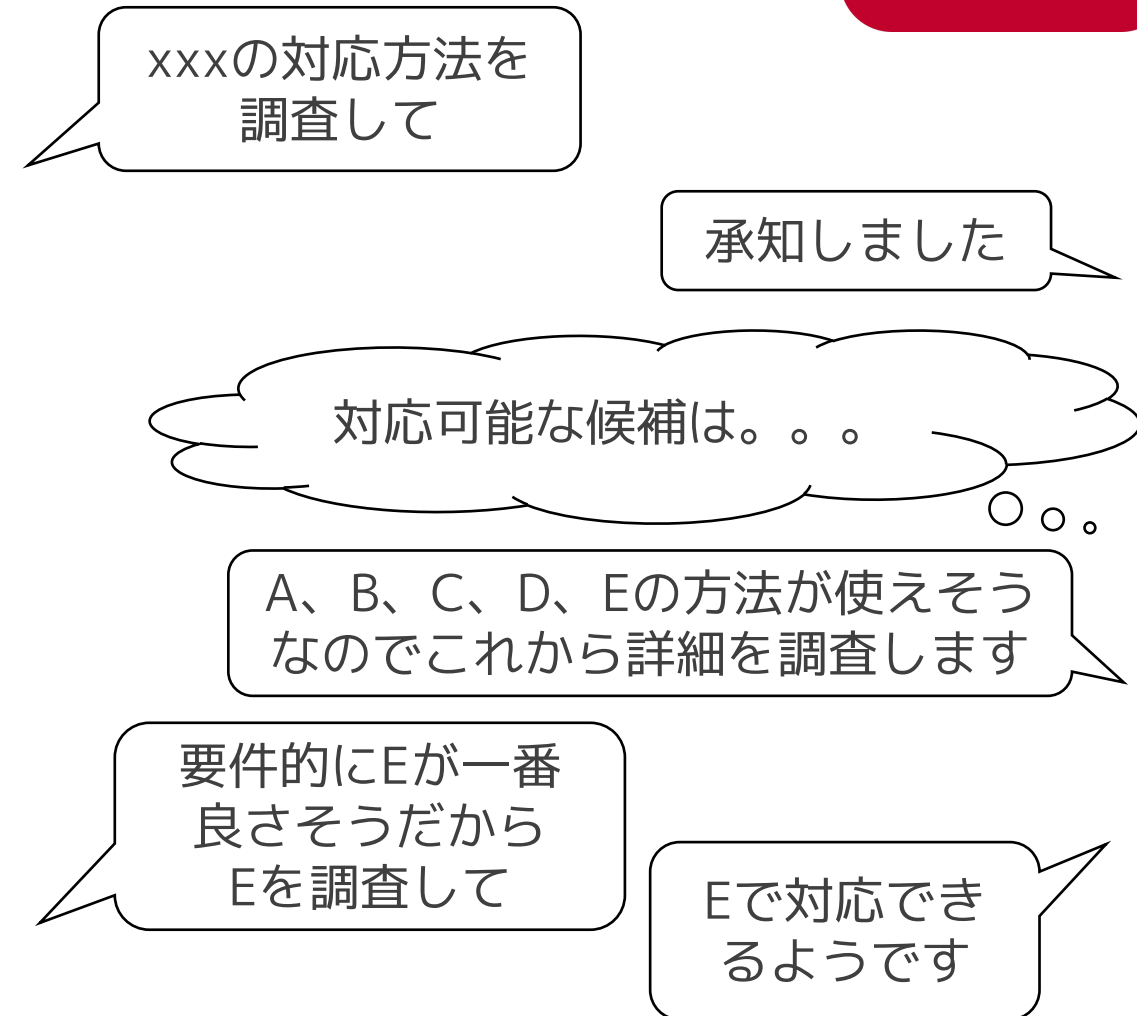 xxxの対応方法を
調査して
承知しました
対応可能な候補は。。。
A、B、C、D、Eの方法が使えそう
なのでこれから詳細を調査します
要件的にEが一番
良さそうだから
Eを調査して
Eで対応でき
るようです